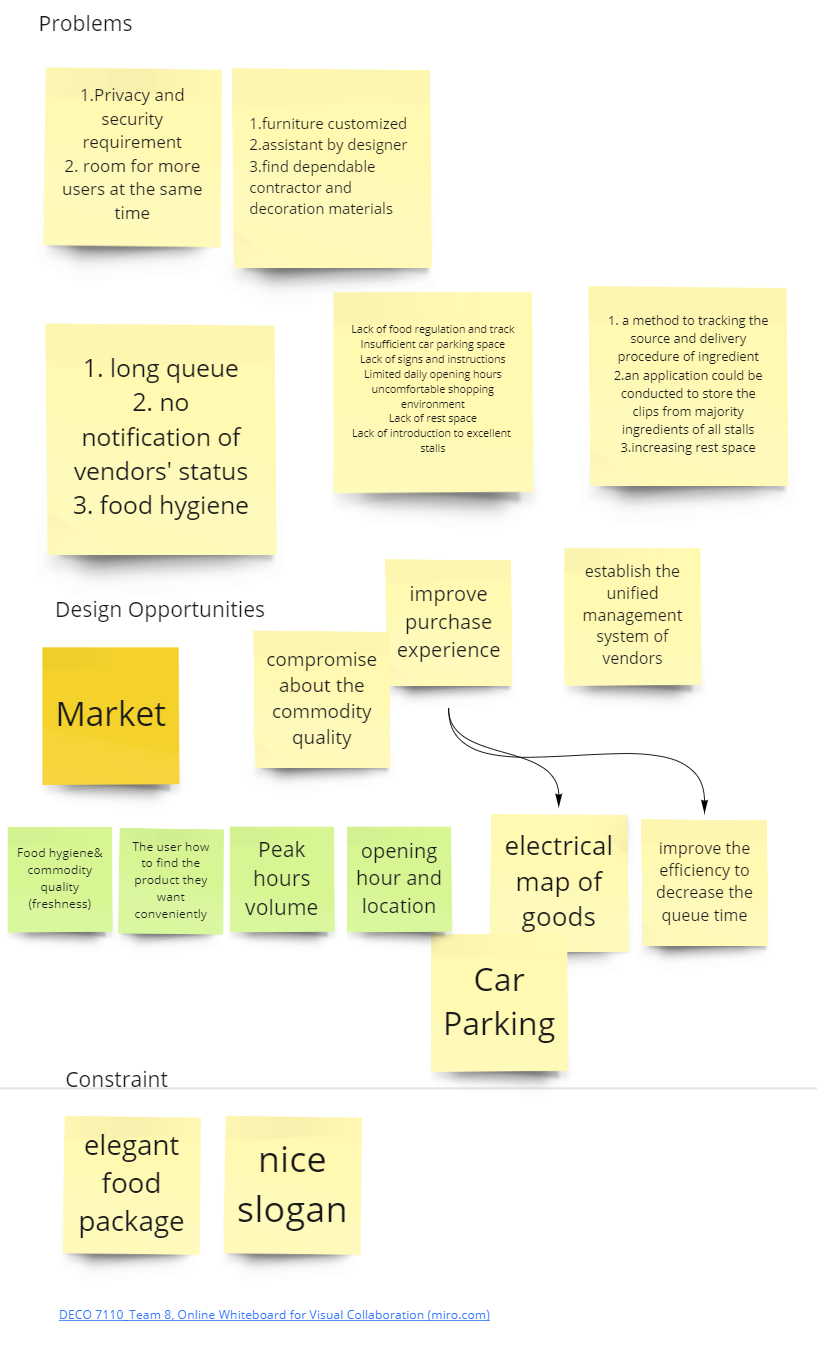 Problems
1.Privacy and
security
requirement
2. room for more
users at the same
time
1.furniture customized
2.assistant by designer
3.find dependable
contractor and
decoration materials
1. long queue
2. no
notification of
vendors' status
3. food hygiene
Lack of food regulation and track
Insufficient car parking space
Lack of signs and instructions
Limited daily opening hours
uncomfortable shopping
environment
Lack of rest space
Lack of introduction to excellent
stalls
1. a method to tracking the
source and delivery
procedure of ingredient
2.an application could be
conducted to store the
clips from majority
ingredients of all stalls
3.increasing rest space
Design Opportunities
Market
compromise
about the
commodity
quality
improve
purchase
experience
establish the
unified
management
system of
vendors
Food hygiene&
commodity
quality
(freshness)
The user how
to find the
product they
want
conveniently
Peak
hours
volume
opening
hour and
location
electrical
map of
goods
improve the
efficiency to
decrease the
queue time
Car
Parking
Constraint
elegant
food
package
nice
slogan
DECO 7110_Team 8, Online Whiteboard for Visual Collaboration (miro.com)